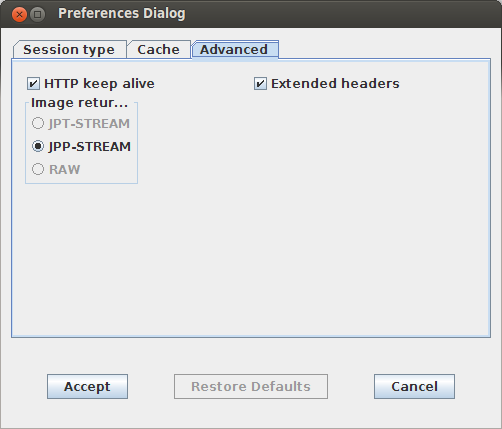 Preferences Dialog
Session type Cache Advanced
HTTP keep alive Extended headers
Image retur...
JPT-STREAM
JPP-STREAM
RAW
Accept Restore Defaults Cancel